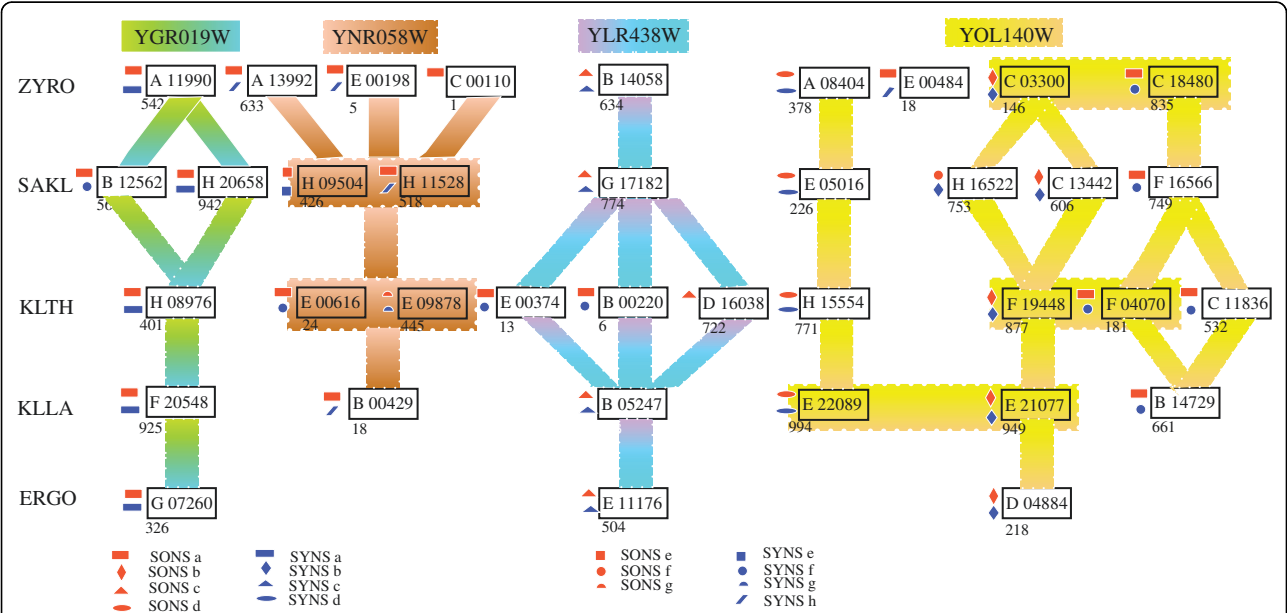 YGR019W YNR058W YLR438W YOL140W
ZYRO A 11990 A 13992 E 00198 C 00110 B 14058 A 08404 E 00484 C 03300 C 18480
542 633 5 1 634 378 18 146 835
SAKL B 12562 H 20658 H 09504 H 11528 G 17182 E 05016 H 16522 C 13442 F 16566
942 426 518 774 226 753 606 749
KLTH H 08976 E 00616 E 09878 E 00374 B 00220 D 16038 H 15554 F 19448 F 04070 C 11836
401 24 445 13 6 722 771 877 181 532
KLLA F 20548 B 00429 B 05247 E 22089 E 21077 B 14729
925 18 994 949 661
ERGO G 07260 E 11176 D 04884
326 504 218
SONS a SYNS a SONS e SYNS e
SONS b SYNS b SONS f SYNS f
SONS c SYNS c SONS g SYNS g
SONS d SYNS d SYNS h